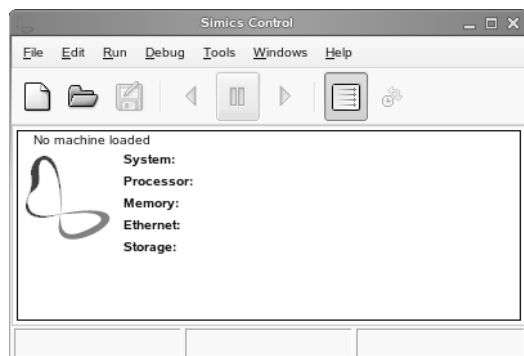 Simics Control
File Edit Run Debug Tools Windows Help
No machine loaded
System:
Processor:
Memory:
Ethernet:
Storage: